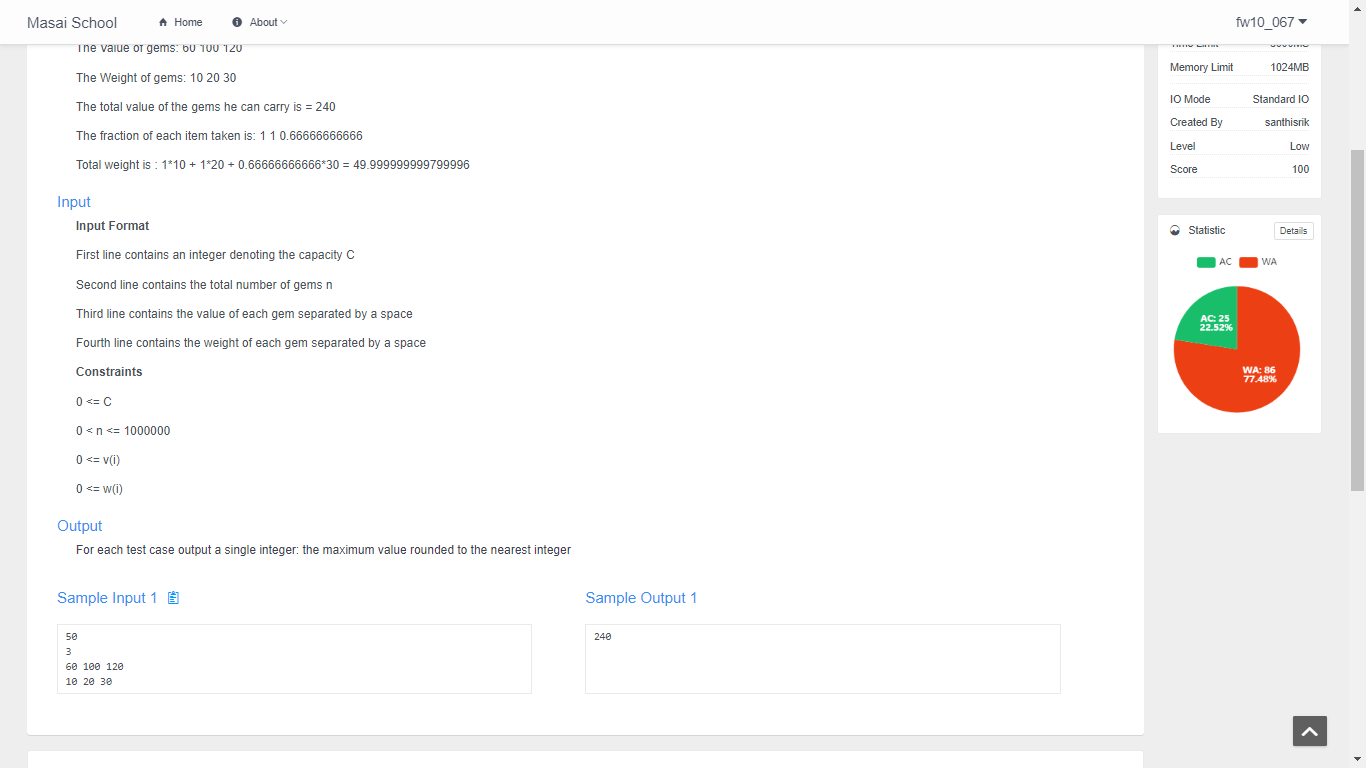 Masai School Home About fw10_067
The Value of gems: 60 100 120
The Weight of gems: 10 20 30
The total value of the gems he can carry is = 240
The fraction of each item taken is: 1 1 0.66666666666
Total weight is : 1*10 + 1*20 + 0.66666666666*30 = 49.999999999799996
Input
Input Format
First line contains an integer denoting the capacity C
Second line contains the total number of gems n
Third line contains the value of each gem separated by a space
Fourth line contains the weight of each gem separated by a space
Constraints
0 <= C
0 < n <= 1000000
0 <= v(i)
0 <= w(i)
Output
For each test case output a single integer: the maximum value rounded to the nearest integer
Sample Input 1
50
3
60 100 120
10 20 30
Sample Output 1
240
Time Limit
Memory Limit 1024MB
IO Mode Standard IO
Created By santhisrik
Level Low
Score 100
Statistic Details
AC WA
AC: 25
22.52%
WA: 86
77.48%